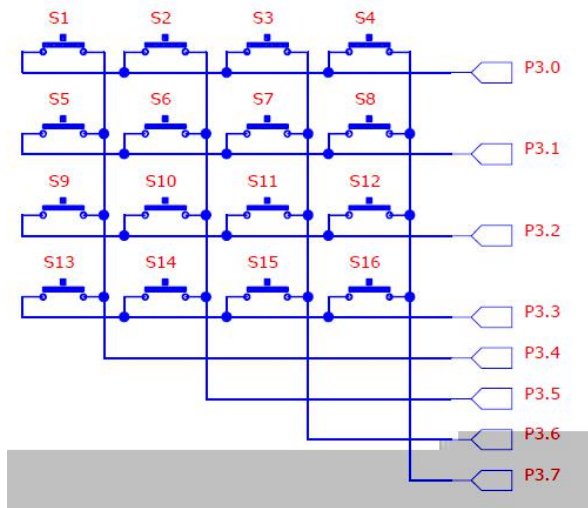 S1 S2 S3 S4
P3.0
S5 S6 S7 S8
P3.1
S9 S10 S11 S12
P3.2
S13 S14 S15 S16
P3.3
P3.4
P3.5
P3.6
P3.7